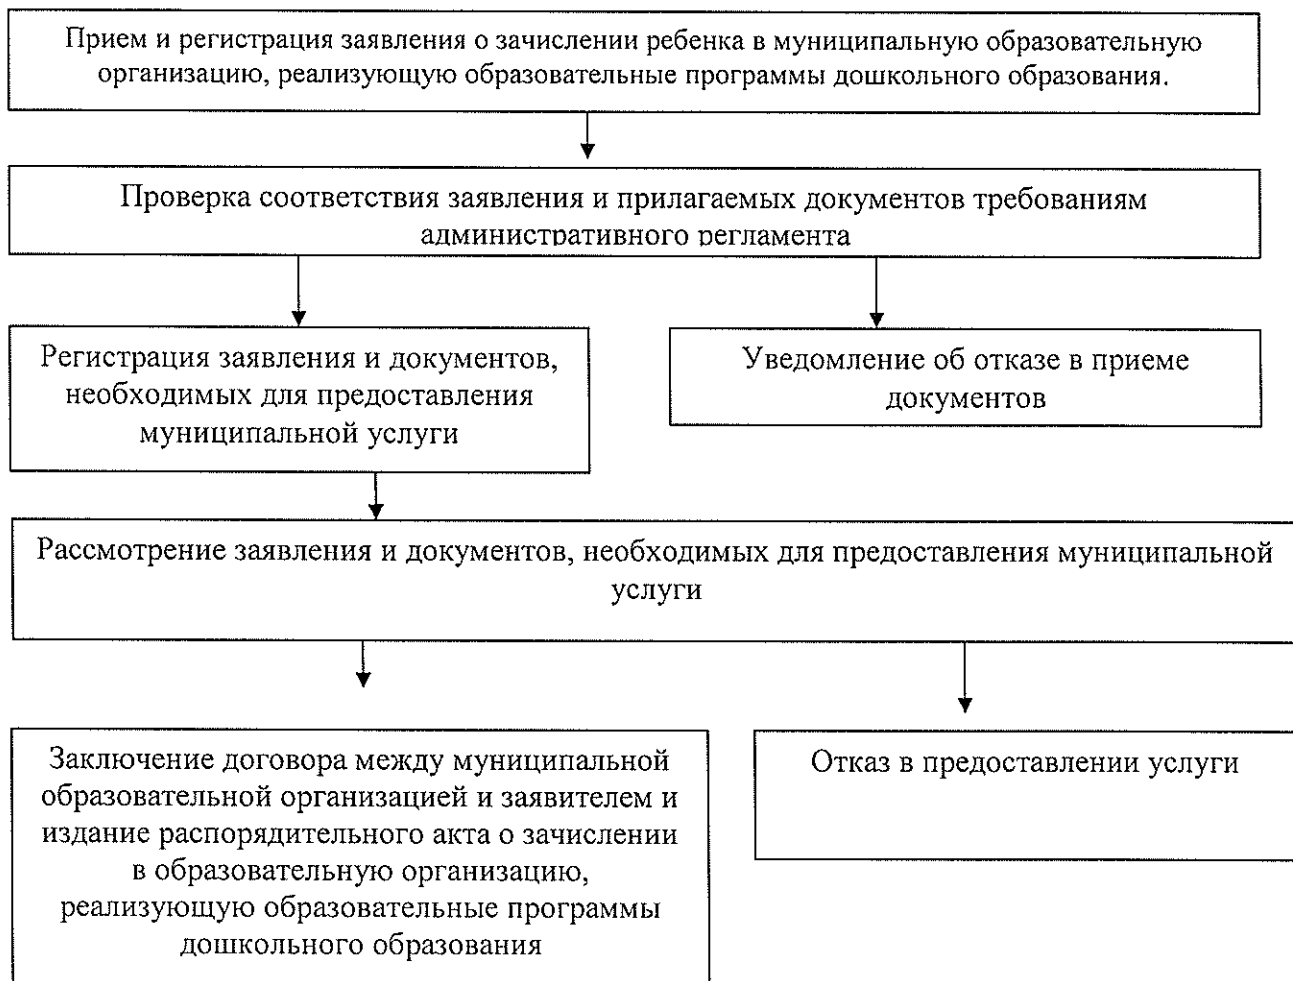 Прием и регистрация заявления о зачислении ребенка в муниципальную образовательную
организацию, реализующую образовательные программы дошкольного образования.
Проверка соответствия заявления и прилагаемых документов требованиям
административного регламента
Регистрация заявления и документов,
необходимых для предоставления
муниципальной услуги
Уведомление об отказе в приеме
документов
Рассмотрение заявления и документов, необходимых для предоставления муниципальной
услуги
Заключение договора между муниципальной
образовательной организацией и заявителем и
издание распорядительного акта о зачислении
в образовательную организацию,
реализующую образовательные программы
дошкольного образования
Отказ в предоставлении услуги